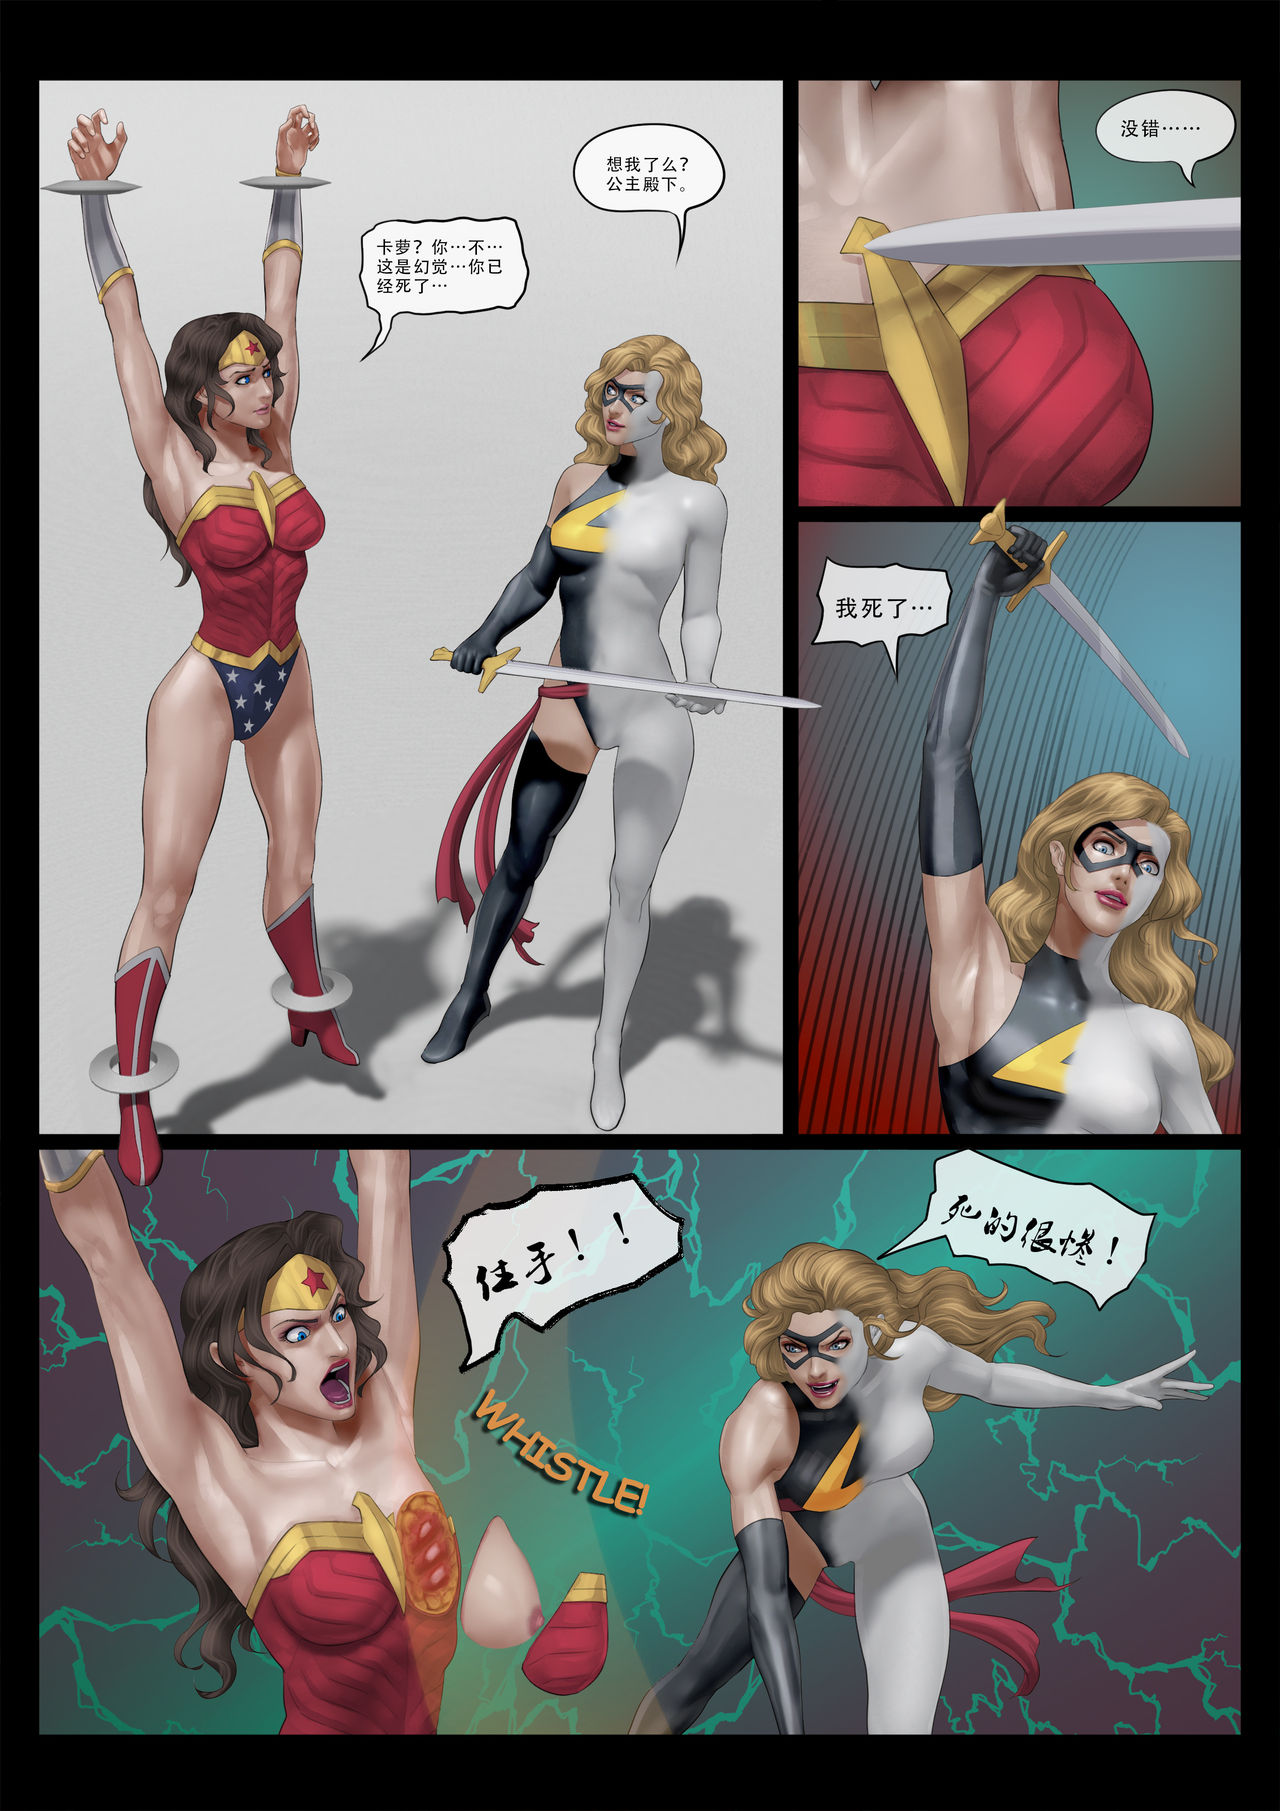 想我了么？
公主殿下。
卡萝？你…不…
这是幻觉…你已
经死了…
没错……
我死了…
住手！！
死的很惨！
WHISTLE!